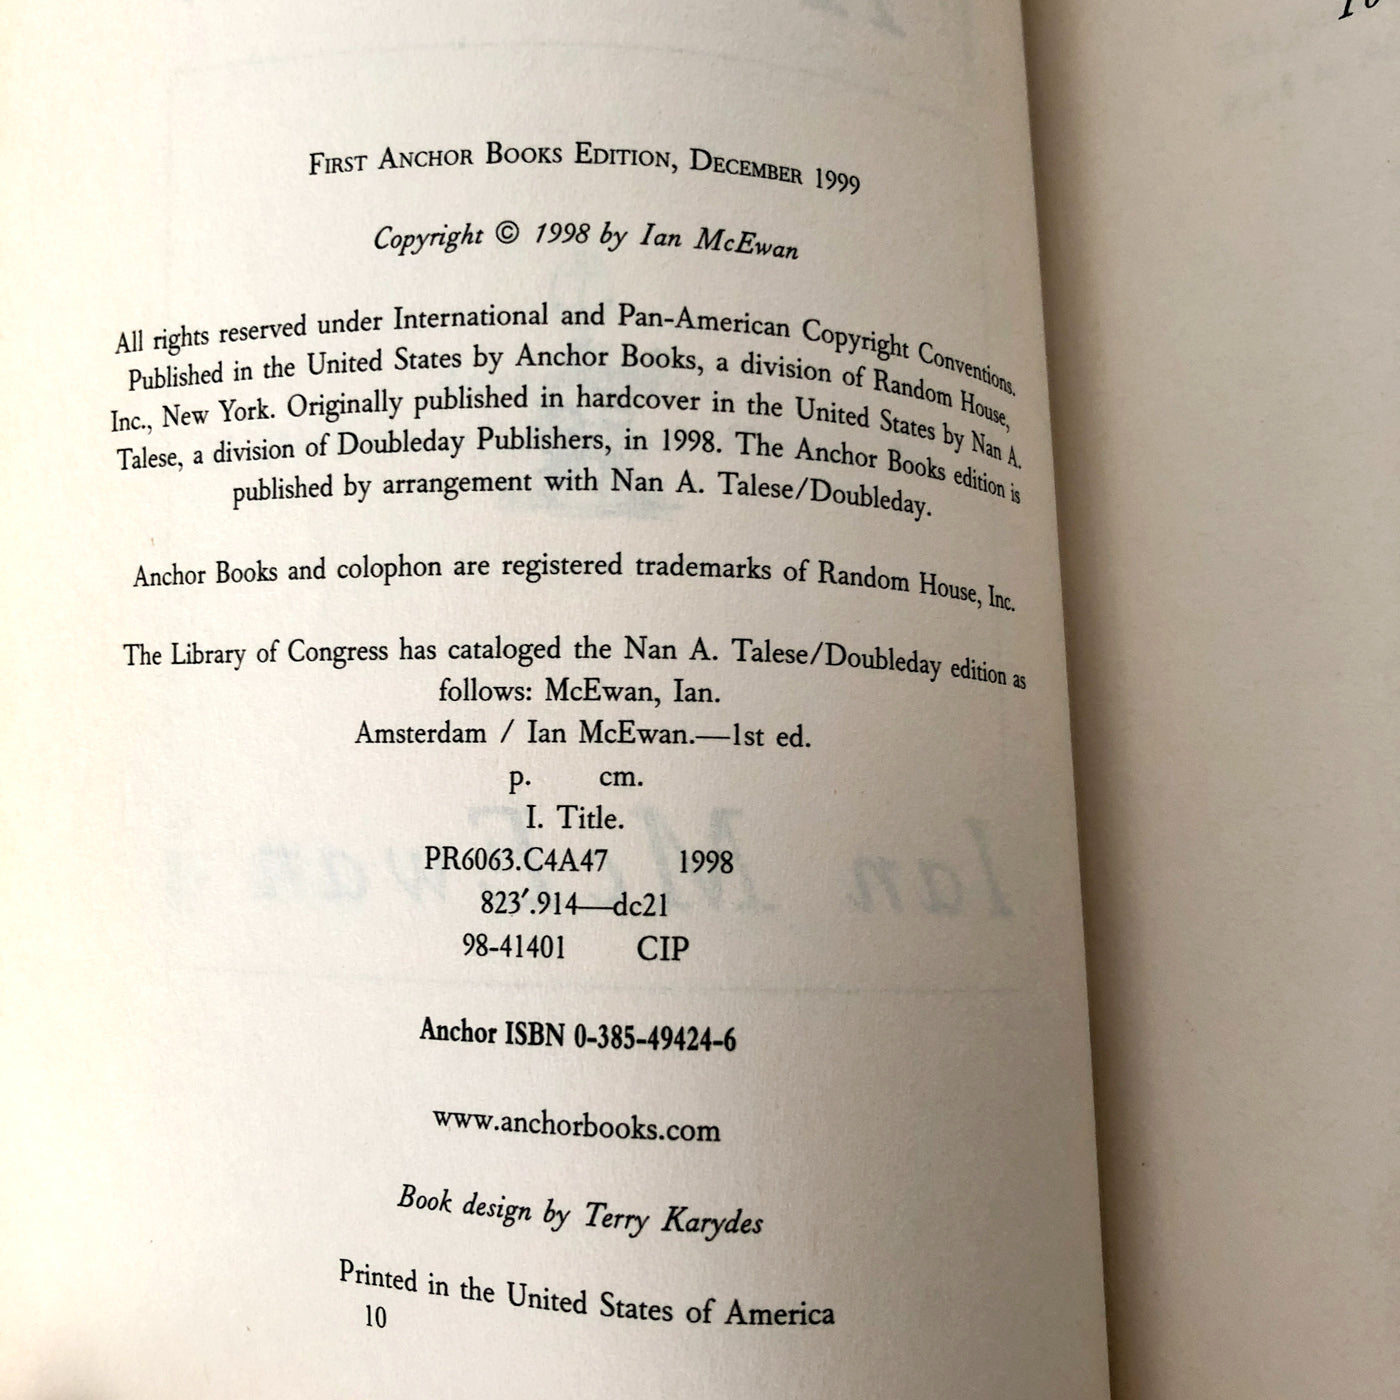 FIRST ANCHOR BOOKS EDITION, DECEMBER 1999
Copyright © 1998 by Ian McEwan
All rights reserved under International and Pan-American Copyright Conventions.
Published in the United States by Anchor Books, a division of Random House,
Inc., New York. Originally published in hardcover in the United States by Nan A.
Talese, a division of Doubleday Publishers, in 1998. The Anchor Books edition is
published by arrangement with Nan A. Talese/Doubleday.
Anchor Books and colophon are registered trademarks of Random House, Inc.
The Library of Congress has cataloged the Nan A. Talese/Doubleday edition as
follows: McEwan, Ian.
Amsterdam / Ian McEwan.—1st ed.
p. cm.
I. Title.
PR6063.C4A47 1998
823′.914—dc21
98-41401 CIP
Anchor ISBN 0-385-49424-6
www.anchorbooks.com
Book design by Terry Karydes
Printed in the United States of America
10